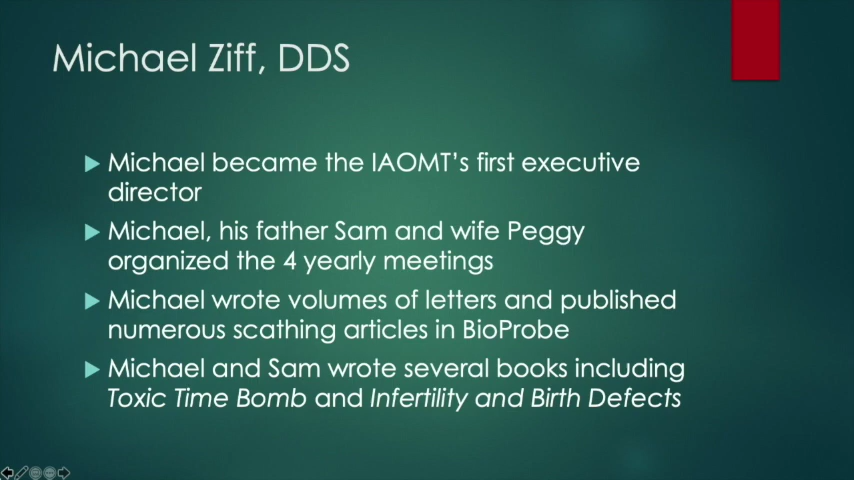 Michael Ziff, DDS
Michael became the IAOMT's first executive
director
Michael, his father Sam and wife Peggy
organized the 4 yearly meetings
Michael wrote volumes of letters and published
numerous scathing articles in BioProbe
Michael and Sam wrote several books including
Toxic Time Bomb and Infertility and Birth Defects